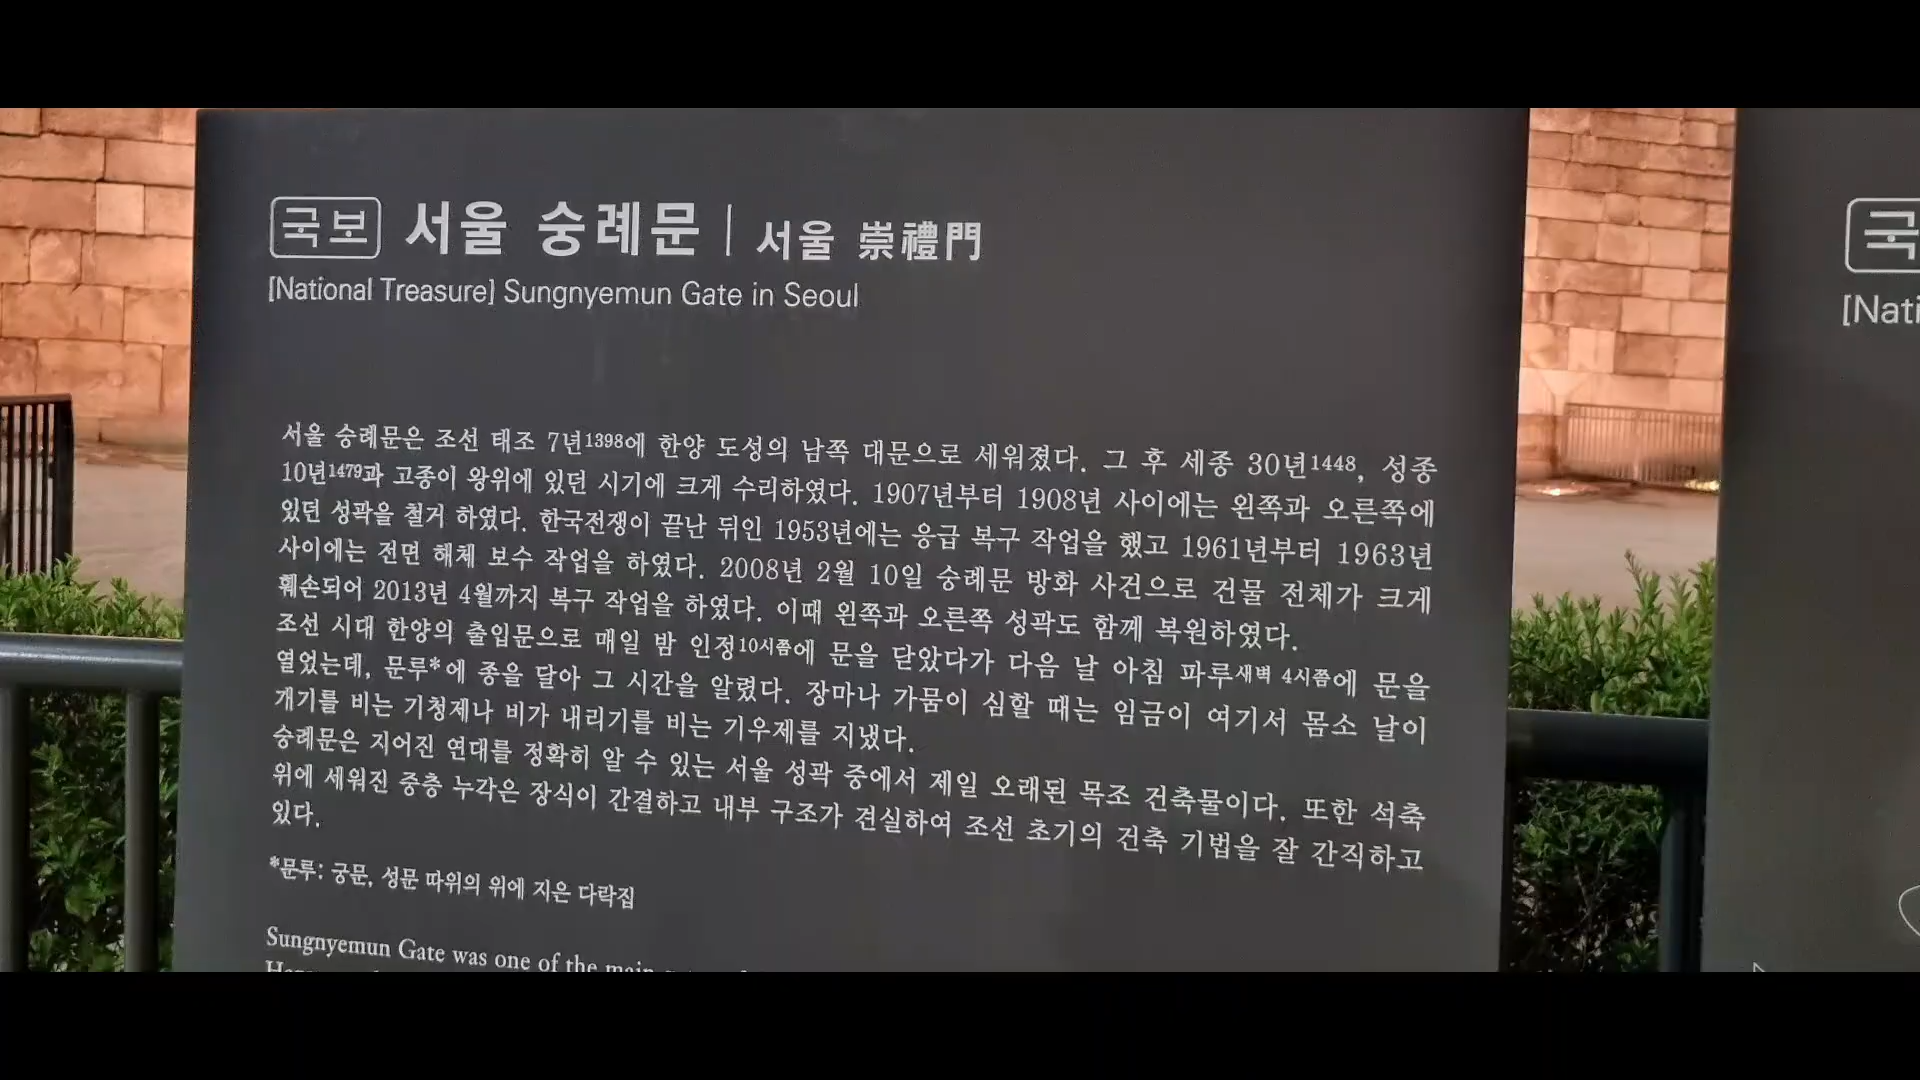 국보 서울 숭례문 | 서울 崇禮門
[National Treasure] Sungnyemun Gate in Seoul
서울 숭례문은 조선 태조 7년1398에 한양 도성의 남쪽 대문으로 세워졌다. 그 후 세종 30년1448, 성종
10년1479과 고종이 왕위에 있던 시기에 크게 수리하였다. 1907년부터 1908년 사이에는 왼쪽과 오른쪽에
있던 성곽을 철거 하였다. 한국전쟁이 끝난 뒤인 1953년에는 응급 복구 작업을 했고 1961년부터 1963년
사이에는 전면 해체 보수 작업을 하였다. 2008년 2월 10일 숭례문 방화 사건으로 건물 전체가 크게
훼손되어 2013년 4월까지 복구 작업을 하였다. 이때 왼쪽과 오른쪽 성곽도 함께 복원하였다.
조선 시대 한양의 출입문으로 매일 밤 인정10시쯤에 문을 닫았다가 다음 날 아침 파루새벽 4시쯤에 문을
열었는데, 문루*에 종을 달아 그 시간을 알렸다. 장마나 가뭄이 심할 때는 임금이 여기서 몸소 날이
개기를 비는 기청제나 비가 내리기를 비는 기우제를 지냈다.
숭례문은 지어진 연대를 정확히 알 수 있는 서울 성곽 중에서 제일 오래된 목조 건축물이다. 또한 석축
위에 세워진 중층 누각은 장식이 간결하고 내부 구조가 견실하여 조선 초기의 건축 기법을 잘 간직하고
있다.
*문루: 궁문, 성문 따위의 위에 지은 다락집
Sungnyemun Gate was one of the main
국
[Nati